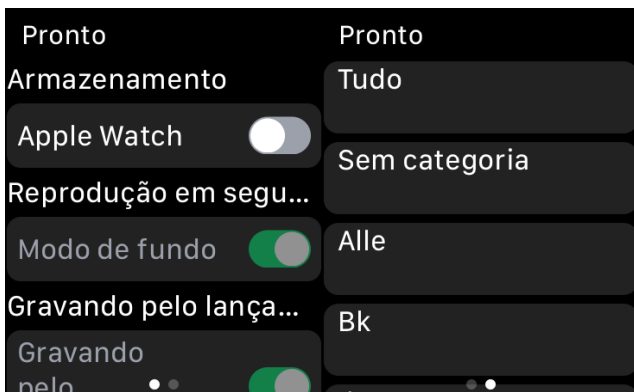 Pronto
Armazenamento
Apple Watch
Reprodução em segu...
Modo de fundo
Gravando pelo lança...
Gravando
pelo
Pronto
Tudo
Sem categoria
Alle
Bk